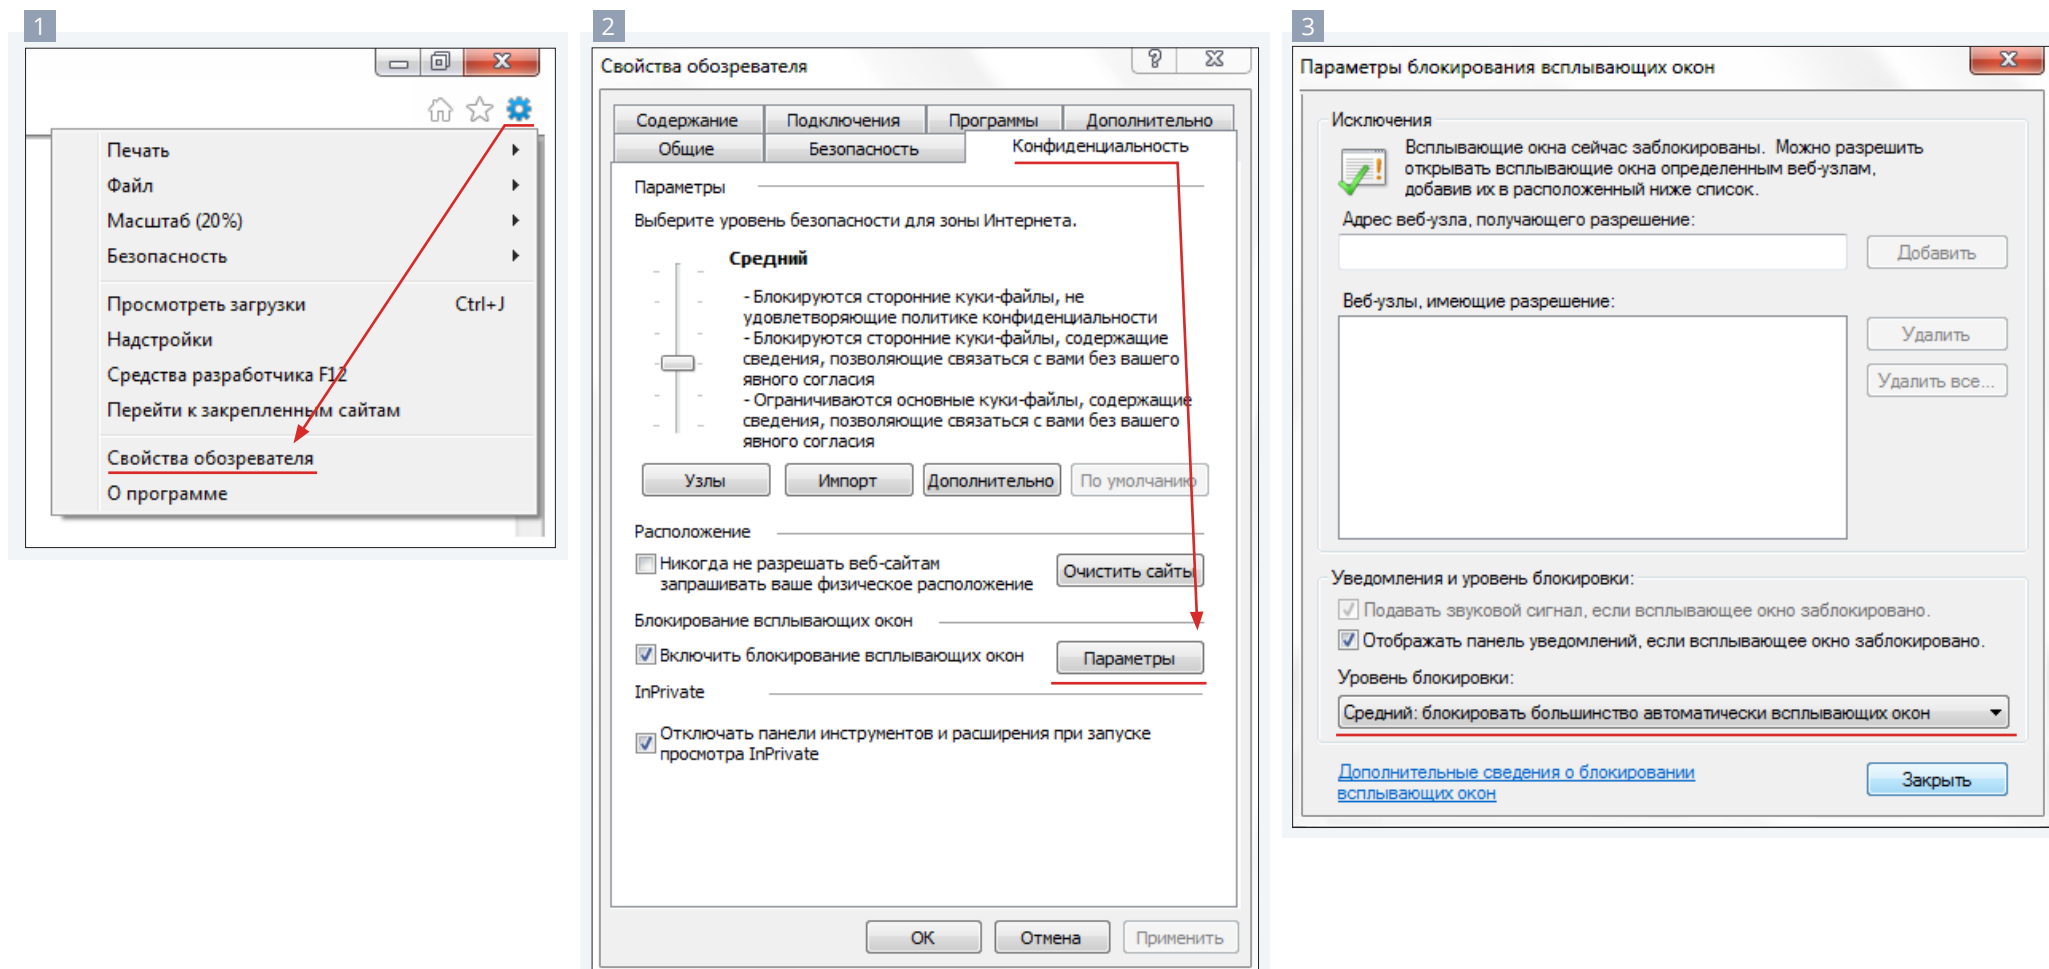 1
Печать
Файл
Масштаб (20%)
Безопасность
Просмотреть загрузки Ctrl+J
Надстройки
Средства разработчика F12
Перейти к закрепленным сайтам
Свойства обозревателя
О программе
2
Свойства обозревателя
Содержание Подключения Программы Дополнительно
Общие Безопасность Конфиденциальность
Параметры
Выберите уровень безопасности для зоны Интернета.
Средний
- Блокируются сторонние куки-файлы, не
удовлетворяющие политике конфиденциальности
- Блокируются сторонние куки-файлы, содержащие
сведения, позволяющие связаться с вами без вашего
явного согласия
- Ограничиваются основные куки-файлы, содержащие
сведения, позволяющие связаться с вами без вашего
явного согласия
Узлы Импорт Дополнительно По умолчанию
Расположение
Никогда не разрешать веб-сайтам
запрашивать ваше физическое расположение
Очистить сайты
Блокирование всплывающих окон
Включить блокирование всплывающих окон Параметры
InPrivate
Отключать панели инструментов и расширения при запуске
просмотра InPrivate
ОК Отмена Применить
3
Параметры блокирования всплывающих окон
Исключения
Всплывающие окна сейчас заблокированы. Можно разрешить
открывать всплывающие окна определенным веб-узлам,
добавив их в расположенный ниже список.
Адрес веб-узла, получающего разрешение:
Добавить
Веб-узлы, имеющие разрешение:
Удалить
Удалить все...
Уведомления и уровень блокировки:
Подавать звуковой сигнал, если всплывающее окно заблокировано.
Отображать панель уведомлений, если всплывающее окно заблокировано.
Уровень блокировки:
Средний: блокировать большинство автоматически всплывающих окон
Дополнительные сведения о блокировании
всплывающих окон
Закрыть